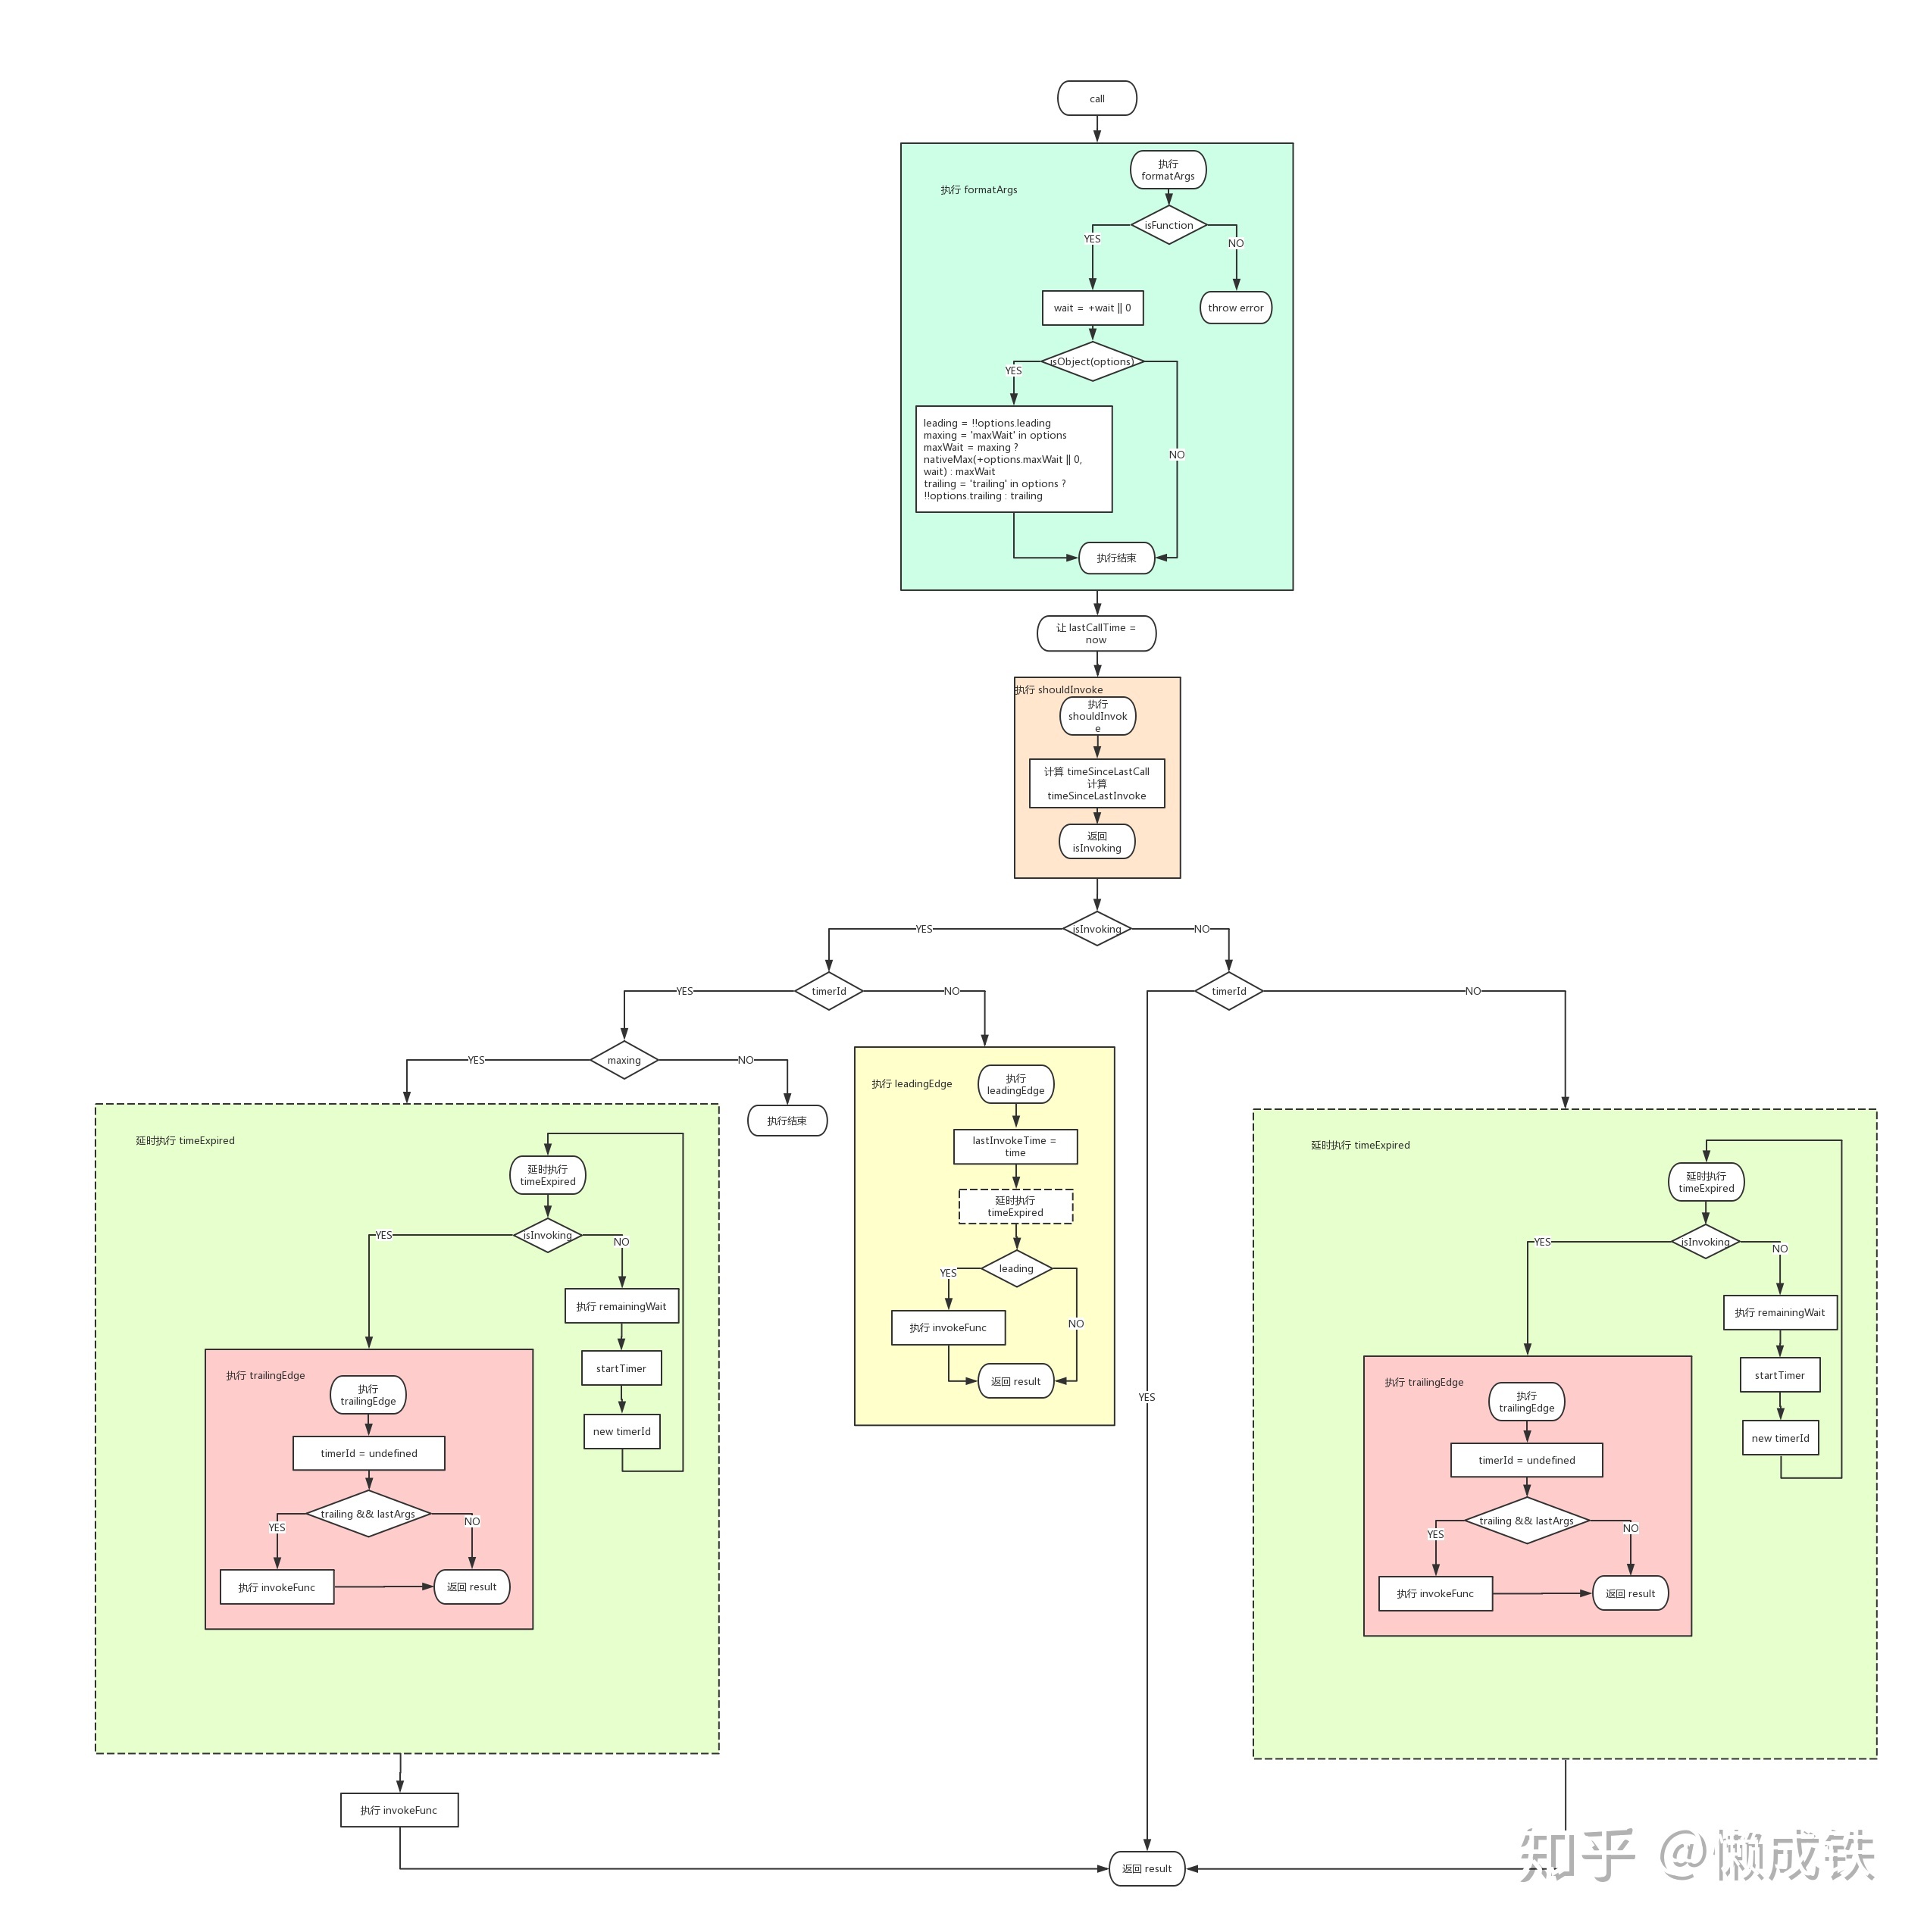 call
执行
formatArgs
执行 formatArgs
isFunction
YES
NO
wait = +wait || 0
throw error
isObject(options)
YES
leading = !!options.leading
maxing = 'maxWait' in options
maxWait = maxing ?
nativeMax(+options.maxWait || 0,
wait) : maxWait
trailing = 'trailing' in options ?
!!options.trailing : trailing
NO
执行结束
让 lastCallTime =
now
执行 shouldInvoke
执行
shouldInvok
e
计算 timeSinceLastCall
计算
timeSinceLastInvoke
返回
isInvoking
isInvoking
YES
NO
timerId
YES
NO
timerId
NO
YES
maxing
YES
NO
执行结束
延时执行 timeExpired
延时执行
timeExpired
isInvoking
YES
NO
执行 remainingWait
startTimer
new timerId
执行 trailingEdge
执行
trailingEdge
timerId = undefined
trailing && lastArgs
YES
NO
执行 invokeFunc
返回 result
执行 invokeFunc
执行 leadingEdge
执行
leadingEdge
lastInvokeTime =
time
延时执行
timeExpired
leading
YES
执行 invokeFunc
NO
返回 result
延时执行 timeExpired
延时执行
timeExpired
isInvoking
YES
NO
执行 remainingWait
startTimer
new timerId
执行 trailingEdge
执行
trailingEdge
timerId = undefined
trailing && lastArgs
YES
NO
执行 invokeFunc
返回 result
返回 result
知乎 @懒成铁